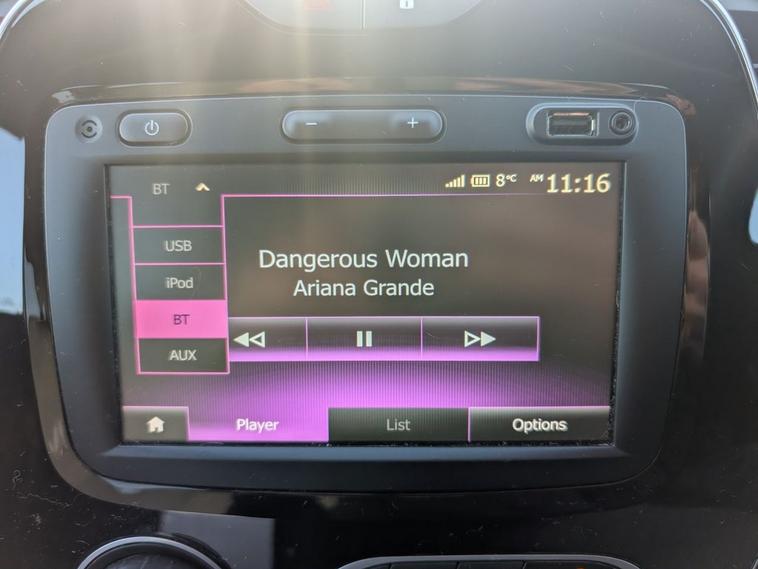 − +
BT 8°C AM 11:16
USB
iPod
BT
AUX
Dangerous Woman
Ariana Grande
Player List Options